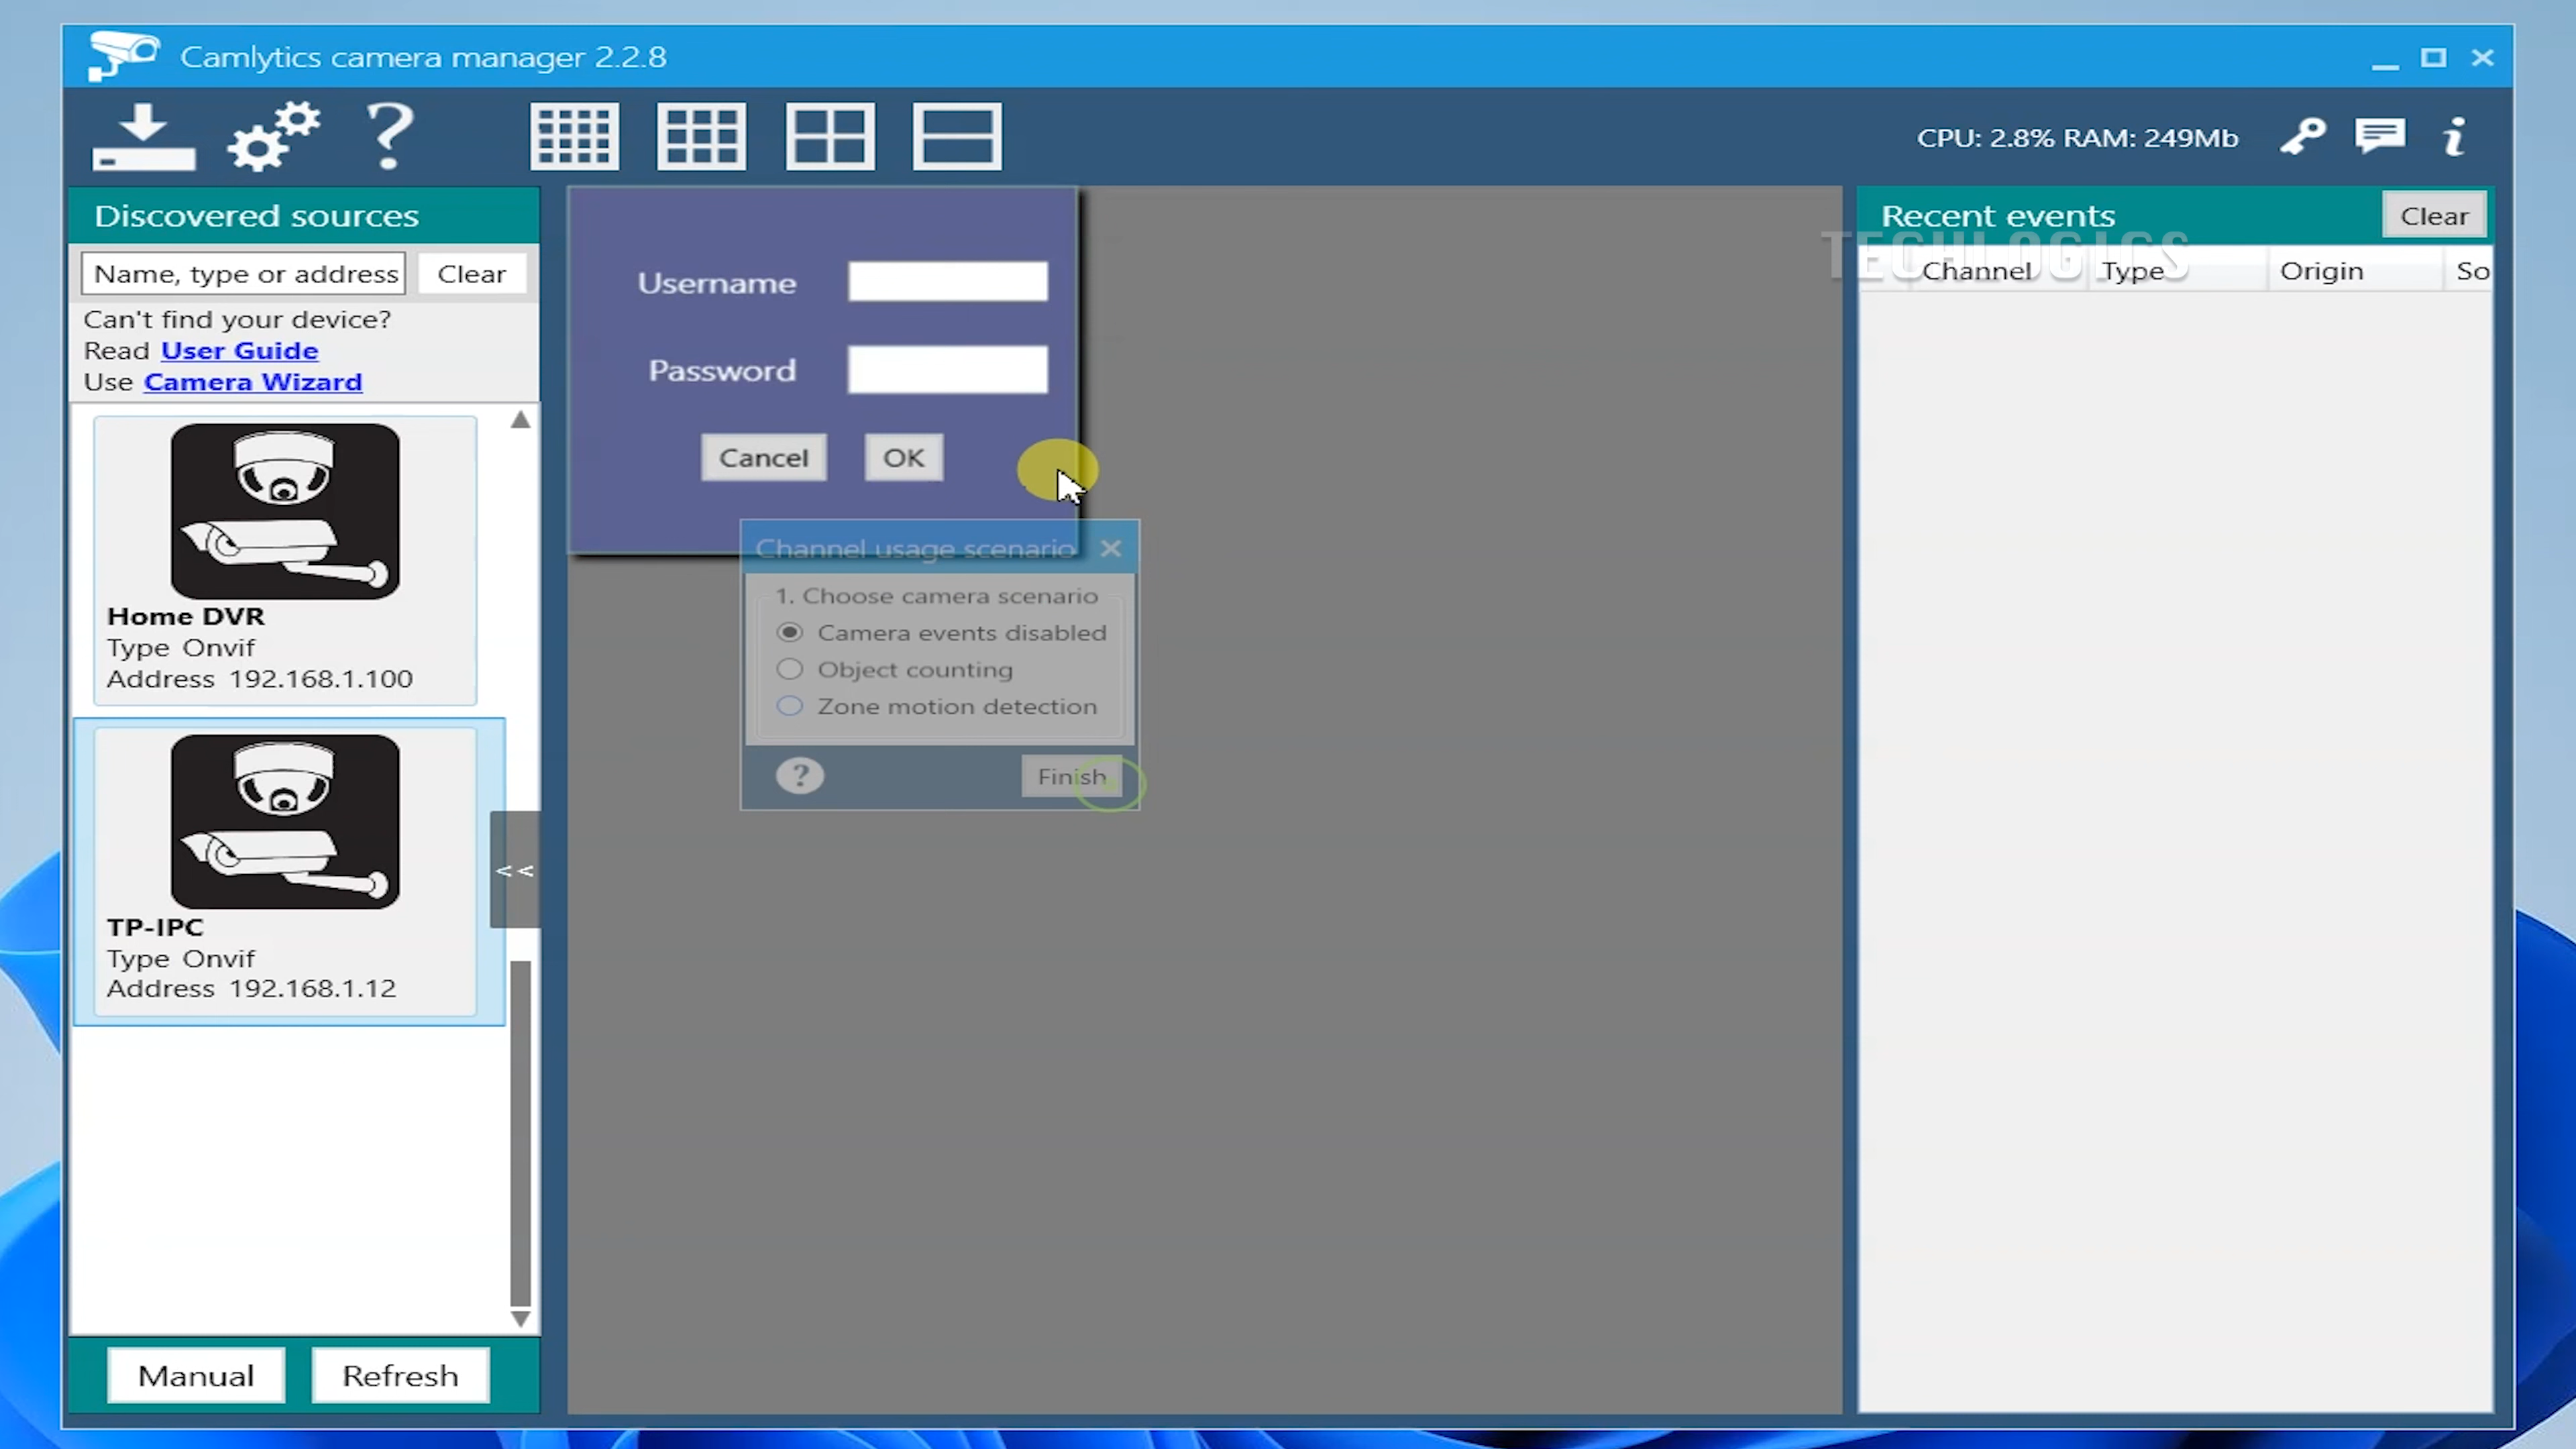 Camlytics camera manager 2.2.8
CPU: 2.8% RAM: 249Mb
Discovered sources
Name, type or address
Clear
Can't find your device?
Read User Guide
Use Camera Wizard
Home DVR
Type Onvif
Address 192.168.1.100
TP-IPC
Type Onvif
Address 192.168.1.12
<<
Manual
Refresh
Username
Password
Cancel
OK
Channel usage scenario
1. Choose camera scenario
Camera events disabled
Object counting
Zone motion detection
?
Finish
Recent events
Clear
TECHLOGICS
Channel Type Origin So